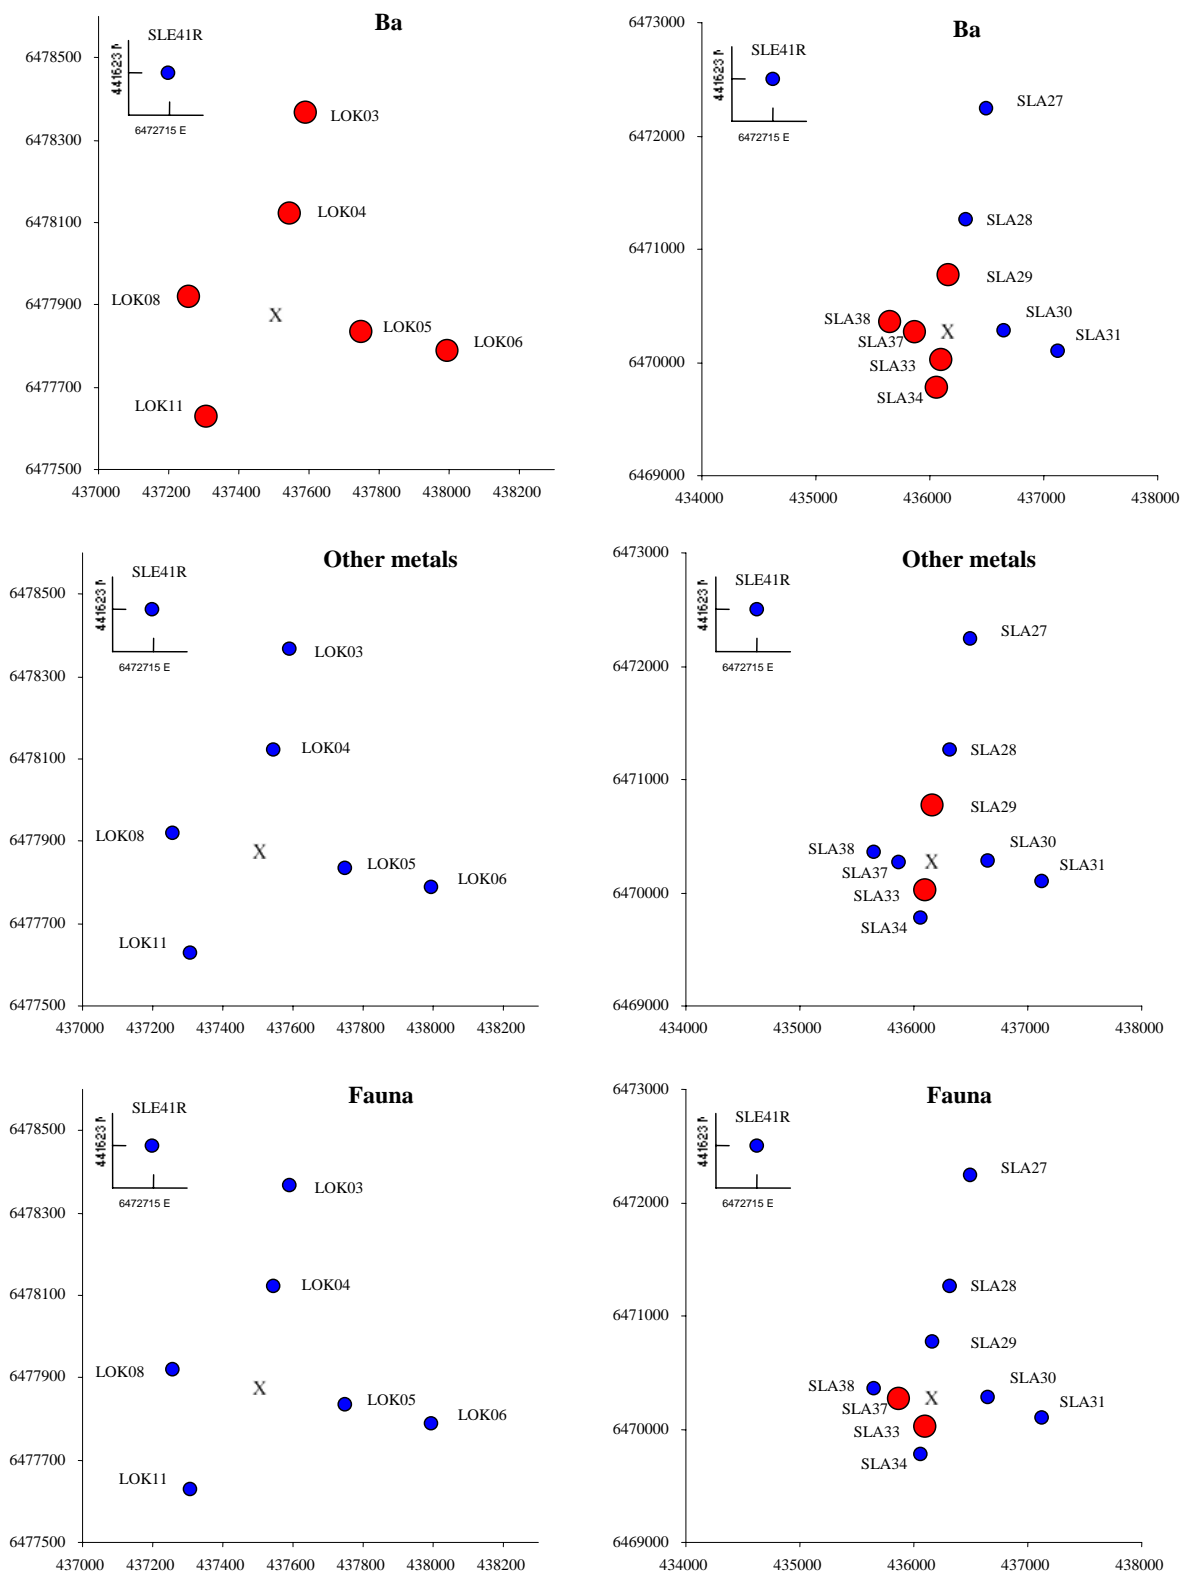 Ba
6478500
6478300
6478100
6477900
6477700
6477500
437000 437200 437400 437600 437800 438000 438200
SLE41R
441623 N
6472715 E
LOK03
LOK04
LOK08
X
LOK05
LOK06
LOK11
Ba
6473000
6472000
6471000
6470000
6469000
434000 435000 436000 437000 438000
SLE41R
441623 N
6472715 E
SLA27
SLA28
SLA29
SLA38
SLA37
X
SLA30
SLA31
SLA33
SLA34
Other metals
6478500
6478300
6478100
6477900
6477700
6477500
437000 437200 437400 437600 437800 438000 438200
SLE41R
441623 N
6472715 E
LOK03
LOK04
LOK08
X
LOK05
LOK06
LOK11
Other metals
6473000
6472000
6471000
6470000
6469000
434000 435000 436000 437000 438000
SLE41R
441623 N
6472715 E
SLA27
SLA28
SLA29
SLA38
SLA37
X
SLA30
SLA31
SLA33
SLA34
Fauna
6478500
6478300
6478100
6477900
6477700
6477500
437000 437200 437400 437600 437800 438000 438200
SLE41R
441623 N
6472715 E
LOK03
LOK04
LOK08
X
LOK05
LOK06
LOK11
Fauna
6473000
6472000
6471000
6470000
6469000
434000 435000 436000 437000 438000
SLE41R
441623 N
6472715 E
SLA27
SLA28
SLA29
SLA38
SLA37
X
SLA30
SLA31
SLA33
SLA34